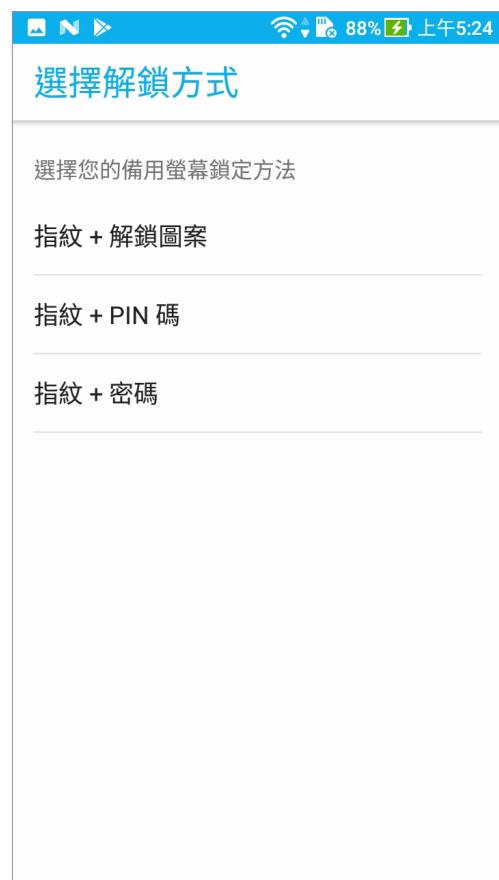 88% 上午5:24
選擇解鎖方式
選擇您的備用螢幕鎖定方法
指紋 + 解鎖圖案
指紋 + PIN 碼
指紋 + 密碼